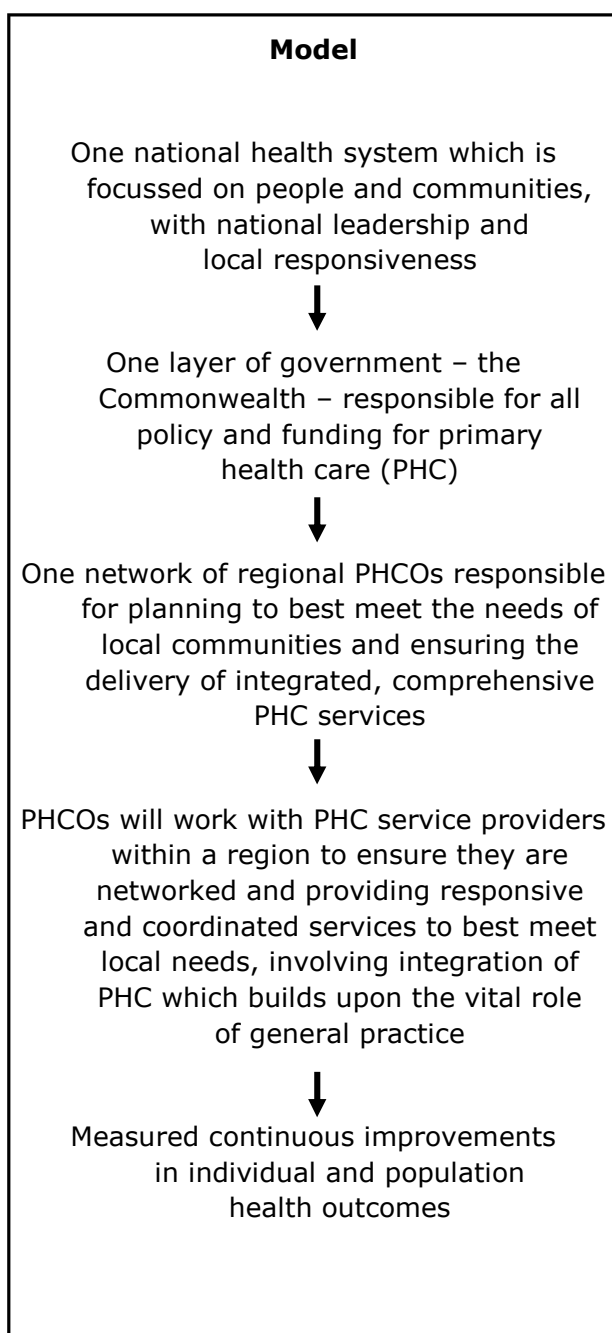 Model
One national health system which is
focussed on people and communities,
with national leadership and
local responsiveness
One layer of government – the
Commonwealth – responsible for all
policy and funding for primary
health care (PHC)
One network of regional PHCOs responsible
for planning to best meet the needs of
local communities and ensuring the
delivery of integrated, comprehensive
PHC services
PHCOs will work with PHC service providers
within a region to ensure they are
networked and providing responsive
and coordinated services to best meet
local needs, involving integration of
PHC which builds upon the vital role
of general practice
Measured continuous improvements
in individual and population
health outcomes